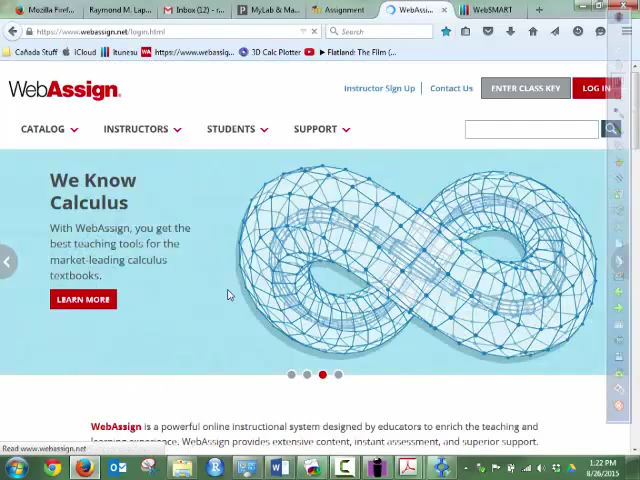 Mozilla Firef...
Raymond M. Lap...
Inbox (12) - r...
MyLab & Ma...
Assignment
WebAssi...
WebSMART
https://www.webassign.net/login.html
Search
Cañada Stuff
iCloud
itunesu
https://www.webassig...
3D Calc Plotter
Flatland: The Film (...
WebAssign
Instructor Sign Up
Contact Us
ENTER CLASS KEY
LOG IN
CATALOG
INSTRUCTORS
STUDENTS
SUPPORT
We Know
Calculus
With WebAssign, you get the
best teaching tools for the
market-leading calculus
textbooks.
LEARN MORE
WebAssign is a powerful online instructional system designed by educators to enrich the teaching and
learning experience. WebAssign provides extensive content, instant assessment, and superior support.
Read www.webassign.net
1:22 PM
8/26/2015